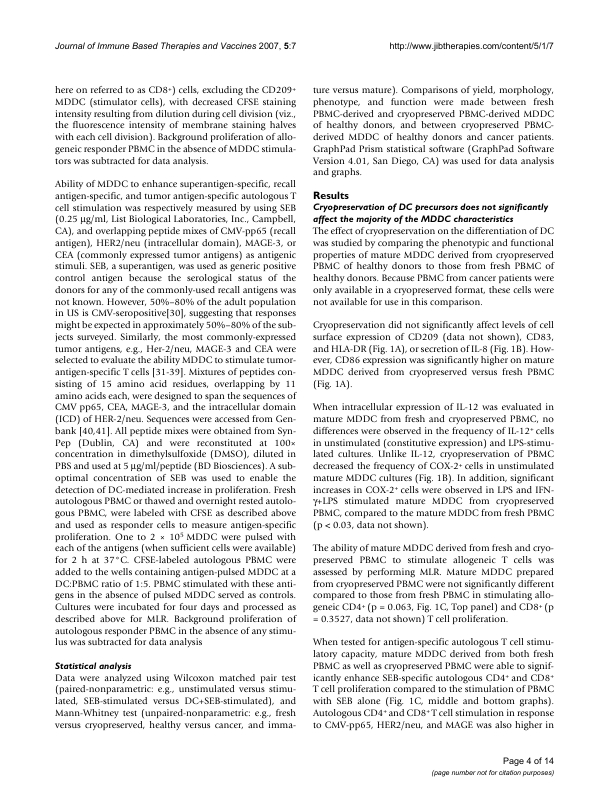 Journal of Immune Based Therapies and Vaccines 2007, 5:7
http://www.jibtherapies.com/content/5/1/7
here on referred to as CD8⁺) cells, excluding the CD209⁺
MDDC (stimulator cells), with decreased CFSE staining
intensity resulting from dilution during cell division (viz.,
the fluorescence intensity of membrane staining halves
with each cell division). Background proliferation of allo-
geneic responder PBMC in the absence of MDDC stimula-
tors was subtracted for data analysis.
Ability of MDDC to enhance superantigen-specific, recall
antigen-specific, and tumor antigen-specific autologous T
cell stimulation was respectively measured by using SEB
(0.25 μg/ml, List Biological Laboratories, Inc., Campbell,
CA), and overlapping peptide mixes of CMV-pp65 (recall
antigen), HER2/neu (intracellular domain), MAGE-3, or
CEA (commonly expressed tumor antigens) as antigenic
stimuli. SEB, a superantigen, was used as generic positive
control antigen because the serological status of the
donors for any of the commonly-used recall antigens was
not known. However, 50%–80% of the adult population
in US is CMV-seropositive[30], suggesting that responses
might be expected in approximately 50%–80% of the sub-
jects surveyed. Similarly, the most commonly-expressed
tumor antigens, e.g., Her-2/neu, MAGE-3 and CEA were
selected to evaluate the ability MDDC to stimulate tumor-
antigen-specific T cells [31-39]. Mixtures of peptides con-
sisting of 15 amino acid residues, overlapping by 11
amino acids each, were designed to span the sequences of
CMV pp65, CEA, MAGE-3, and the intracellular domain
(ICD) of HER-2/neu. Sequences were accessed from Gen-
bank [40,41]. All peptide mixes were obtained from Syn-
Pep (Dublin, CA) and were reconstituted at 100×
concentration in dimethylsulfoxide (DMSO), diluted in
PBS and used at 5 μg/ml/peptide (BD Biosciences). A sub-
optimal concentration of SEB was used to enable the
detection of DC-mediated increase in proliferation. Fresh
autologous PBMC or thawed and overnight rested autolo-
gous PBMC, were labeled with CFSE as described above
and used as responder cells to measure antigen-specific
proliferation. One to 2 × 10⁵ MDDC were pulsed with
each of the antigens (when sufficient cells were available)
for 2 h at 37°C. CFSE-labeled autologous PBMC were
added to the wells containing antigen-pulsed MDDC at a
DC:PBMC ratio of 1:5. PBMC stimulated with these anti-
gens in the absence of pulsed MDDC served as controls.
Cultures were incubated for four days and processed as
described above for MLR. Background proliferation of
autologous responder PBMC in the absence of any stimu-
lus was subtracted for data analysis
Statistical analysis
Data were analyzed using Wilcoxon matched pair test
(paired-nonparametric: e.g., unstimulated versus stimu-
lated, SEB-stimulated versus DC+SEB-stimulated), and
Mann-Whitney test (unpaired-nonparametric: e.g., fresh
versus cryopreserved, healthy versus cancer, and imma-
ture versus mature). Comparisons of yield, morphology,
phenotype, and function were made between fresh
PBMC-derived and cryopreserved PBMC-derived MDDC
of healthy donors, and between cryopreserved PBMC-
derived MDDC of healthy donors and cancer patients.
GraphPad Prism statistical software (GraphPad Software
Version 4.01, San Diego, CA) was used for data analysis
and graphs.
Results
Cryopreservation of DC precursors does not significantly
affect the majority of the MDDC characteristics
The effect of cryopreservation on the differentiation of DC
was studied by comparing the phenotypic and functional
properties of mature MDDC derived from cryopreserved
PBMC of healthy donors to those from fresh PBMC of
healthy donors. Because PBMC from cancer patients were
only available in a cryopreserved format, these cells were
not available for use in this comparison.
Cryopreservation did not significantly affect levels of cell
surface expression of CD209 (data not shown), CD83,
and HLA-DR (Fig. 1A), or secretion of IL-8 (Fig. 1B). How-
ever, CD86 expression was significantly higher on mature
MDDC derived from cryopreserved versus fresh PBMC
(Fig. 1A).
When intracellular expression of IL-12 was evaluated in
mature MDDC from fresh and cryopreserved PBMC, no
differences were observed in the frequency of IL-12⁺ cells
in unstimulated (constitutive expression) and LPS-stimu-
lated cultures. Unlike IL-12, cryopreservation of PBMC
decreased the frequency of COX-2⁺ cells in unstimulated
mature MDDC cultures (Fig. 1B). In addition, significant
increases in COX-2⁺ cells were observed in LPS and IFN-
γ+LPS stimulated mature MDDC from cryopreserved
PBMC, compared to the mature MDDC from fresh PBMC
(p < 0.03, data not shown).
The ability of mature MDDC derived from fresh and cryo-
preserved PBMC to stimulate allogeneic T cells was
assessed by performing MLR. Mature MDDC prepared
from cryopreserved PBMC were not significantly different
compared to those from fresh PBMC in stimulating allo-
geneic CD4⁺ (p = 0.063, Fig. 1C, Top panel) and CD8⁺ (p
= 0.3527, data not shown) T cell proliferation.
When tested for antigen-specific autologous T cell stimu-
latory capacity, mature MDDC derived from both fresh
PBMC as well as cryopreserved PBMC were able to signif-
icantly enhance SEB-specific autologous CD4⁺ and CD8⁺
T cell proliferation compared to the stimulation of PBMC
with SEB alone (Fig. 1C, middle and bottom graphs).
Autologous CD4⁺ and CD8⁺ T cell stimulation in response
to CMV-pp65, HER2/neu, and MAGE was also higher in
Page 4 of 14
(page number not for citation purposes)